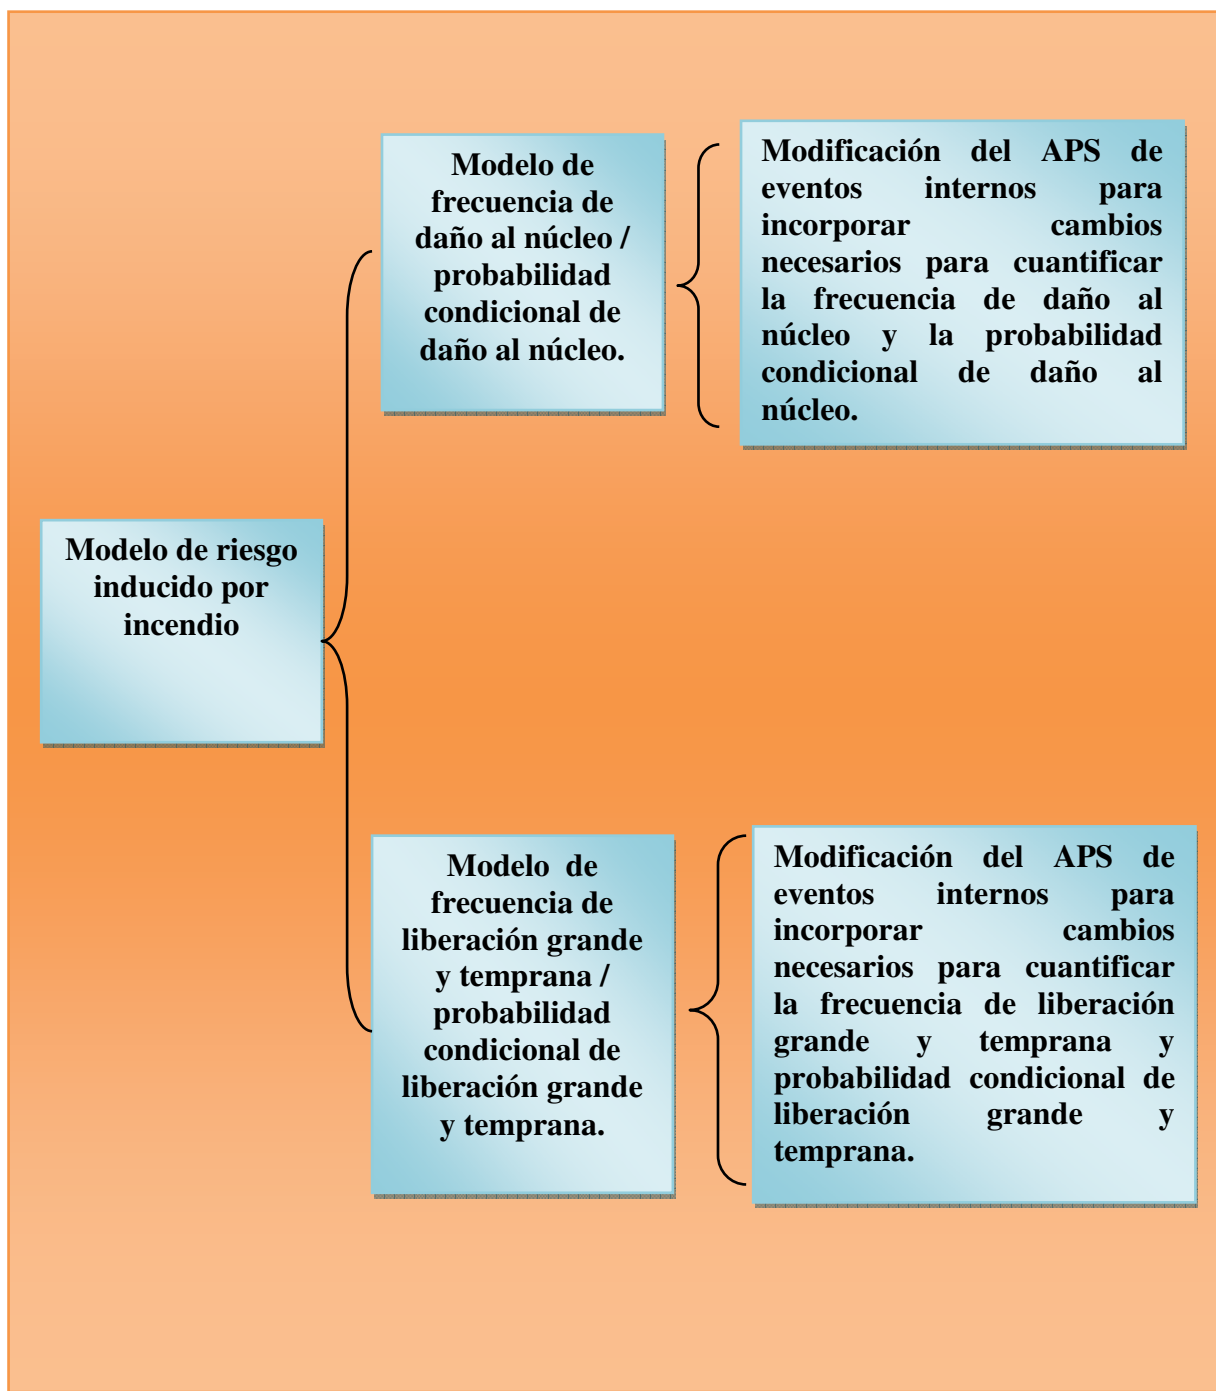 Modelo de riesgo
inducido por
incendio
Modelo de
frecuencia de
daño al núcleo /
probabilidad
condicional de
daño al núcleo.
Modificación del APS de
eventos internos para
incorporar cambios
necesarios para cuantificar
la frecuencia de daño al
núcleo y la probabilidad
condicional de daño al
núcleo.
Modelo de
frecuencia de
liberación grande
y temprana /
probabilidad
condicional de
liberación grande
y temprana.
Modificación del APS de
eventos internos para
incorporar cambios
necesarios para cuantificar
la frecuencia de liberación
grande y temprana y
probabilidad condicional de
liberación grande y
temprana.